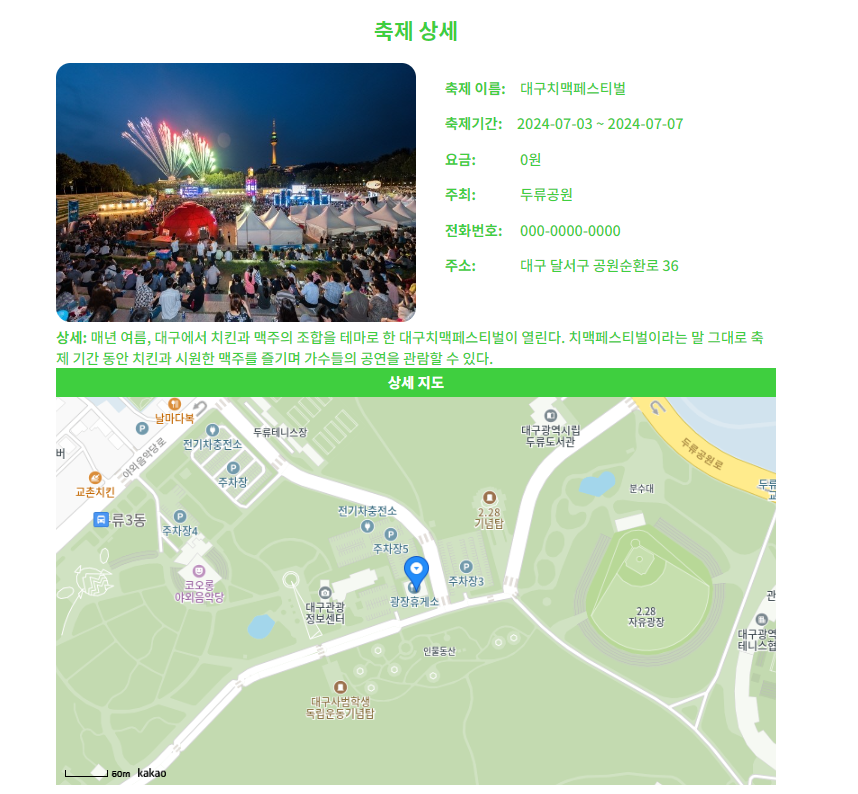 축제 상세
축제 이름: 대구치맥페스티벌
축제기간: 2024-07-03 ~ 2024-07-07
요금: 0원
주최: 두류공원
전화번호: 000-0000-0000
주소: 대구 달서구 공원순환로 36
상세: 매년 여름, 대구에서 치킨과 맥주의 조합을 테마로 한 대구치맥페스티벌이 열린다. 치맥페스티벌이라는 말 그대로 축
제 기간 동안 치킨과 시원한 맥주를 즐기며 가수들의 공연을 관람할 수 있다.
상세 지도
날마다복
P
두류테니스장
대구광역시립
두류도서관
전기차충전소
버
야외음악당로
두류공원로
P
주차장
교촌치킨
분수대
두류
2.28
기념탑
류3동
P
주차장4
전기차충전소
P
주차장5
P
주차장3
코오롱
야외음악당
광장휴게소
대구관광
정보센터
2.28
자유광장
관
대구광역
테니스협
인물동산
대구사범학생
독립운동기념탑
50m kakao